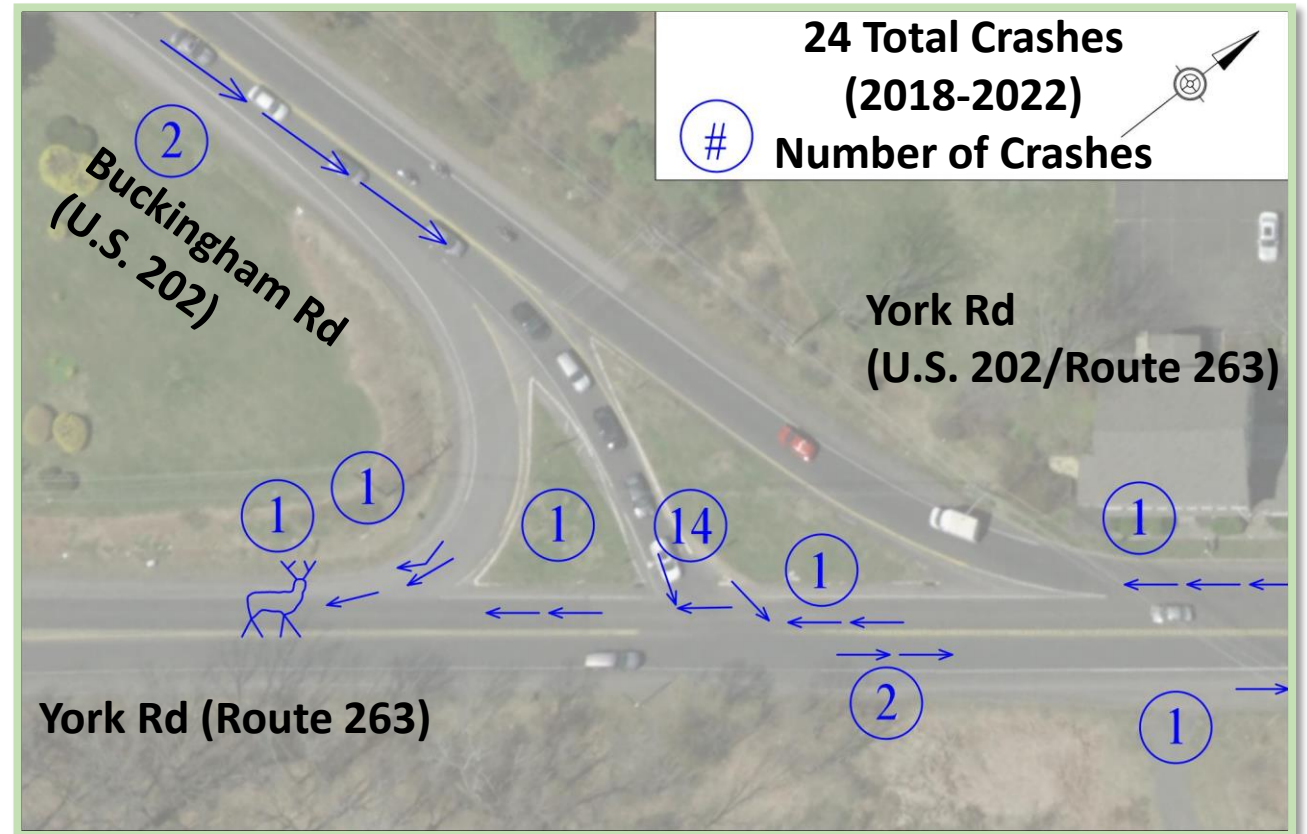 24 Total Crashes
(2018-2022)
#
Number of Crashes
2
Buckingham Rd
(U.S. 202)
York Rd
(U.S. 202/Route 263)
1
1
1
14
1
1
York Rd (Route 263)
2
1